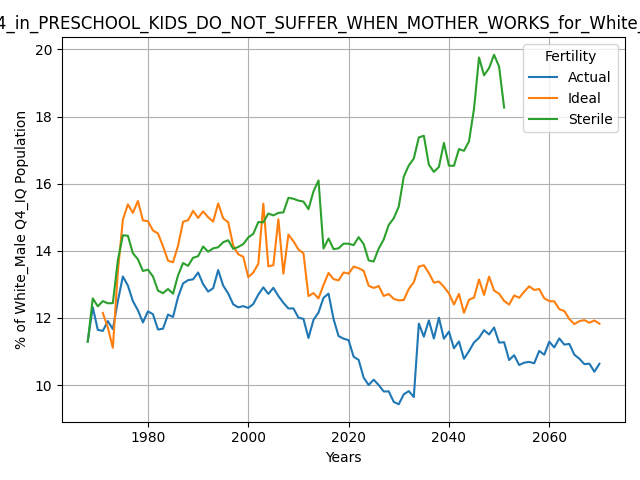 4_in_PRESCHOOL_KIDS_DO_NOT_SUFFER_WHEN_MOTHER_WORKS_for_White_
Fertility
Actual
Ideal
Sterile
% of White_Male Q4_IQ Population
20
18
16
14
12
10
1980
2000
2020
2040
2060
Years